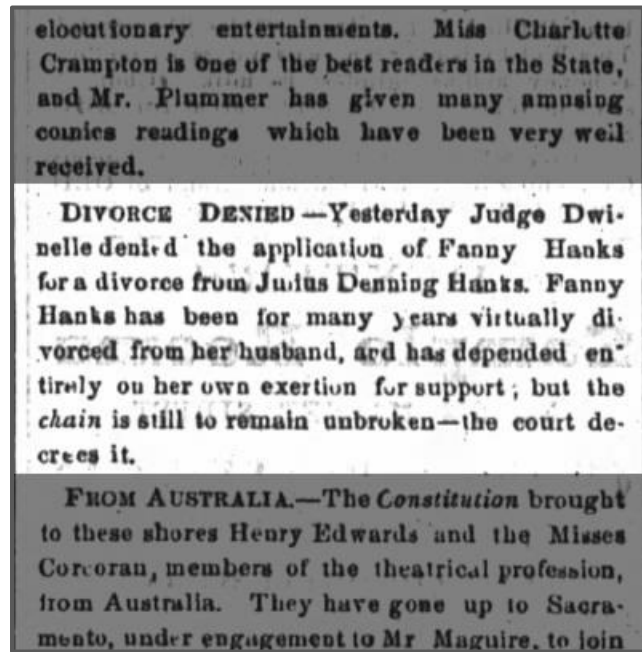 elocutionary entertainments. Miss Charlotte
Crampton is one of the best readers in the State,
and Mr. Plummer has given many amusing
comics readings which have been very well
received.
DIVORCE DENIED —Yesterday Judge Dwi-
nelle denied the application of Fanny Hanks
for a divorce from Julius Denning Hanks. Fanny
Hanks has been for many years virtually di-
vorced from her husband, and has depended en-
tirely on her own exertion for support; but the
chain is still to remain unbroken—the court de-
crees it.
FROM AUSTRALIA.—The Constitution brought
to these shores Henry Edwards and the Misses
Corcoran, members of the theatrical profession,
from Australia. They have gone up to Sacra-
mento, under engagement to Mr Maguire, to join